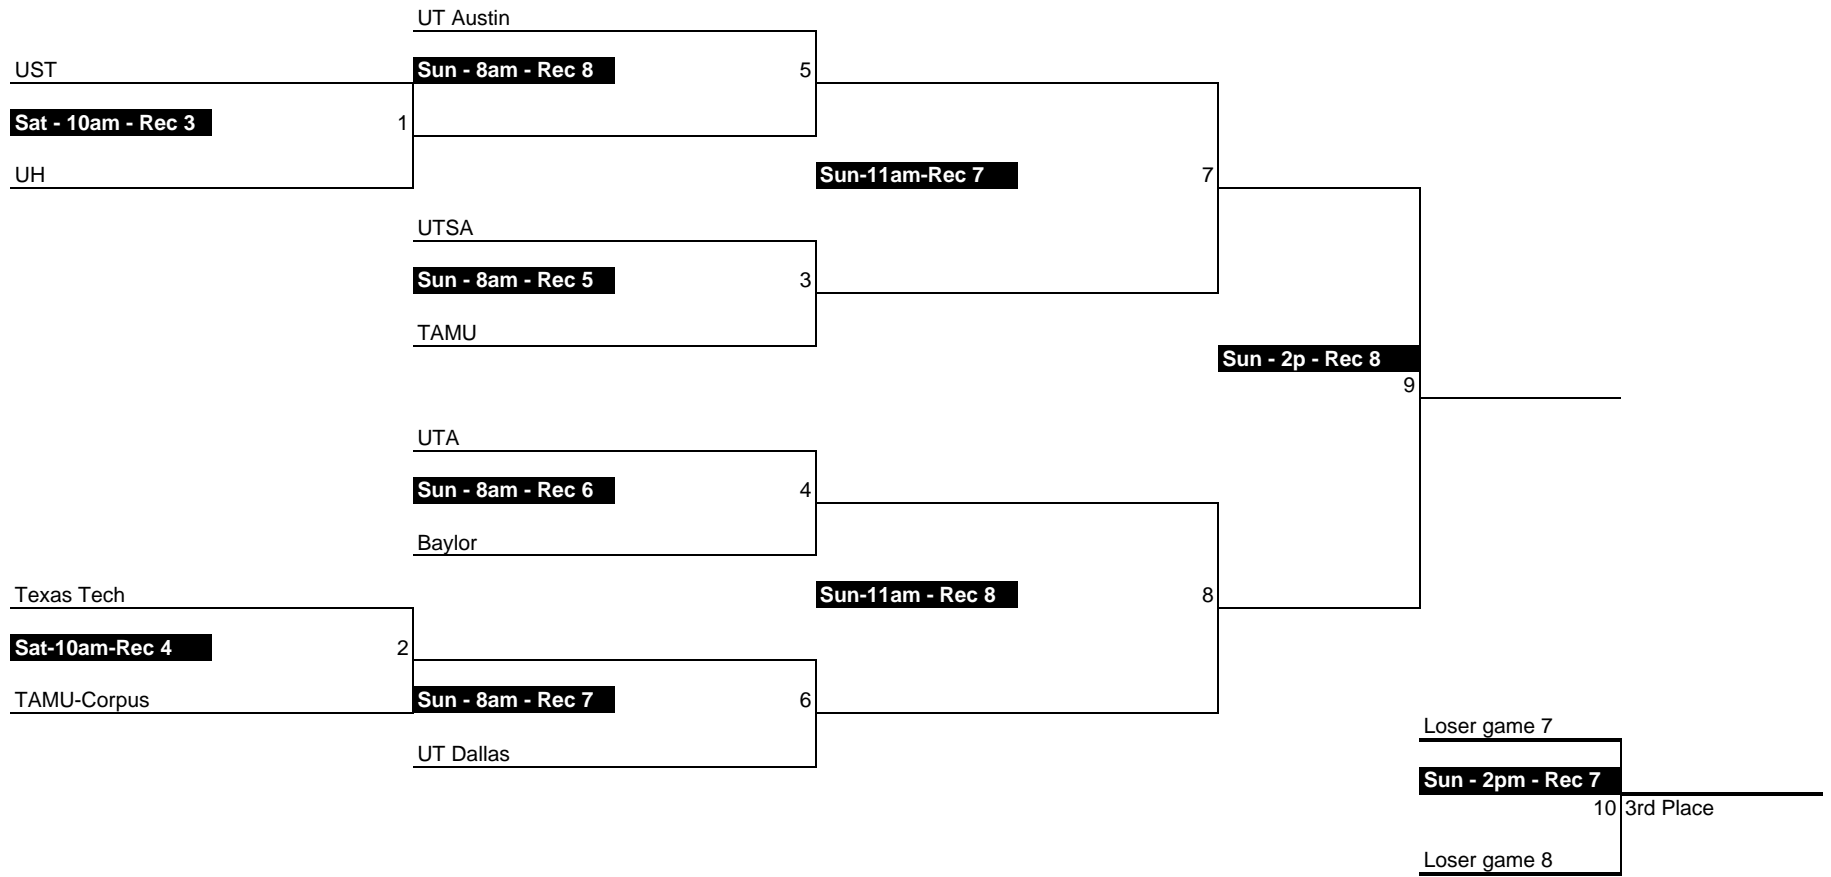 UT Austin
UST
Sun - 8am - Rec 8
5
Sat - 10am - Rec 3
1
UH
Sun-11am-Rec 7
7
UTSA
Sun - 8am - Rec 5
3
TAMU
Sun - 2p - Rec 8
9
UTA
Sun - 8am - Rec 6
4
Baylor
Texas Tech
Sun-11am - Rec 8
8
Sat-10am-Rec 4
2
TAMU-Corpus
Sun - 8am - Rec 7
6
UT Dallas
Loser game 7
Sun - 2pm - Rec 7
10
3rd Place
Loser game 8